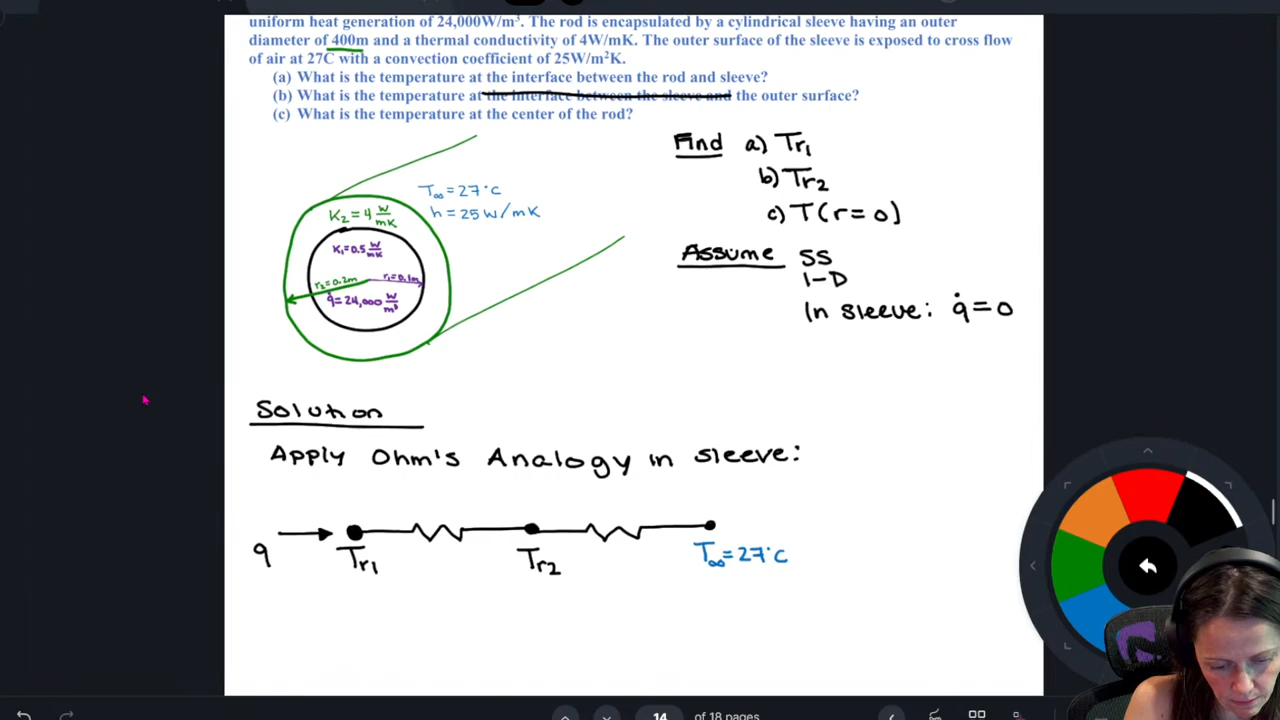 uniform heat generation of 24,000W/m³. The rod is encapsulated by a cylindrical sleeve having an outer
diameter of 400m and a thermal conductivity of 4W/mK. The outer surface of the sleeve is exposed to cross flow
of air at 27C with a convection coefficient of 25W/m²K.
(a) What is the temperature at the interface between the rod and sleeve?
(b) What is the temperature at the interface between the sleeve and the outer surface?
(c) What is the temperature at the center of the rod?
Find a) Tr₁
b) Tr₂
c) T(r=0)
T∞ = 27°C
h = 25 W/mK
K₂ = 4 W/mK
K₁=0.5 W/mK
r₂=0.2m
r₁=0.1m
q̇=24,000 W/m³
Assume SS
1-D
In sleeve: q̇=0
Solution
Apply Ohm's Analogy in sleeve:
q
Tr₁
Tr₂
T∞=27°C
14 of 18 pages